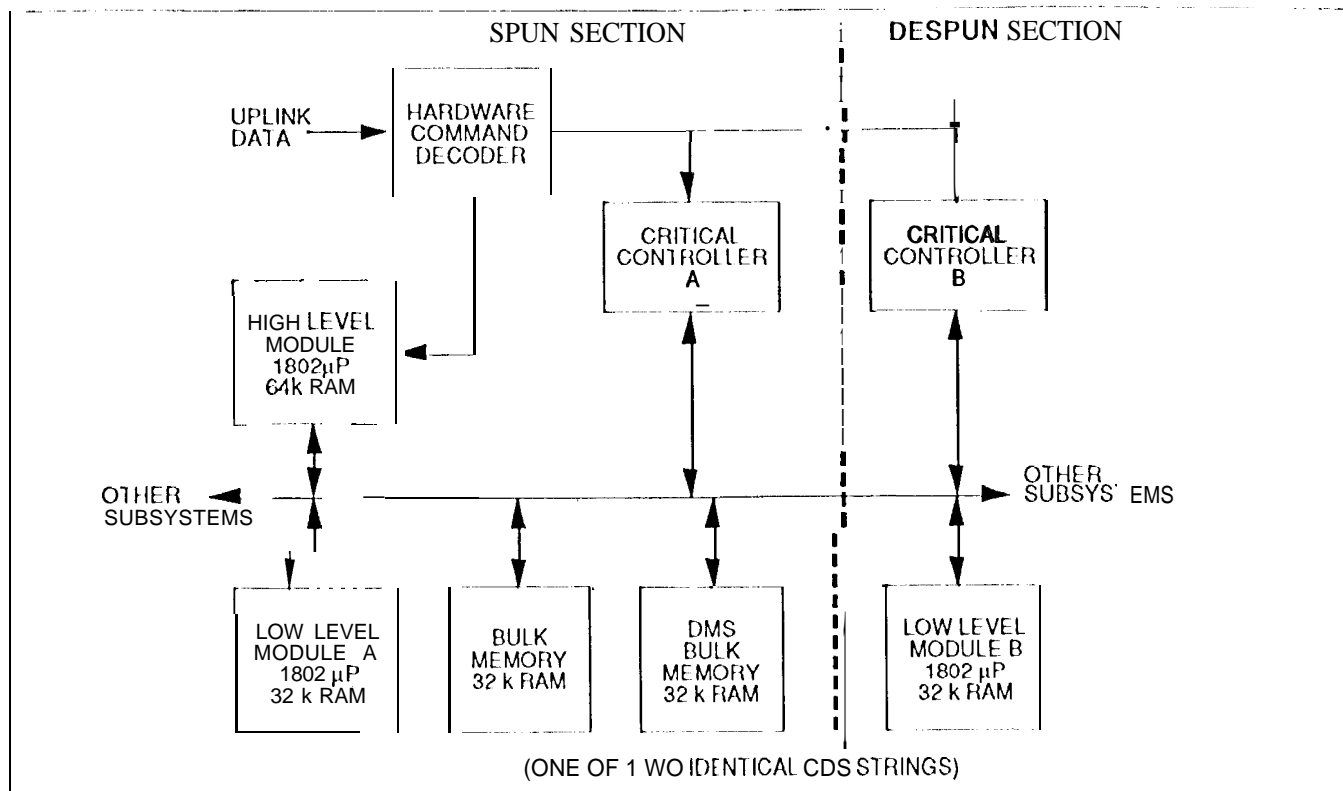 SPUN SECTION
DESPUN SECTION
UPLINK
DATA
HARDWARE
COMMAND
DECODER
CRITICAL
CONTROLLER
A
CRITICAL
CONTROLLER
B
HIGH LEVEL
MODULE
1802µP
64k RAM
OTHER
SUBSYSTEMS
OTHER
SUBSYS' EMS
LOW LEVEL
MODULE A
1802 µP
32 k RAM
BULK
MEMORY
32 k RAM
DMS
BULK
MEMORY
32 k RAM
LOW LEVEL
MODULE B
1802 µP
32 k RAM
(ONE OF 1 WO IDENTICAL CDS STRINGS)